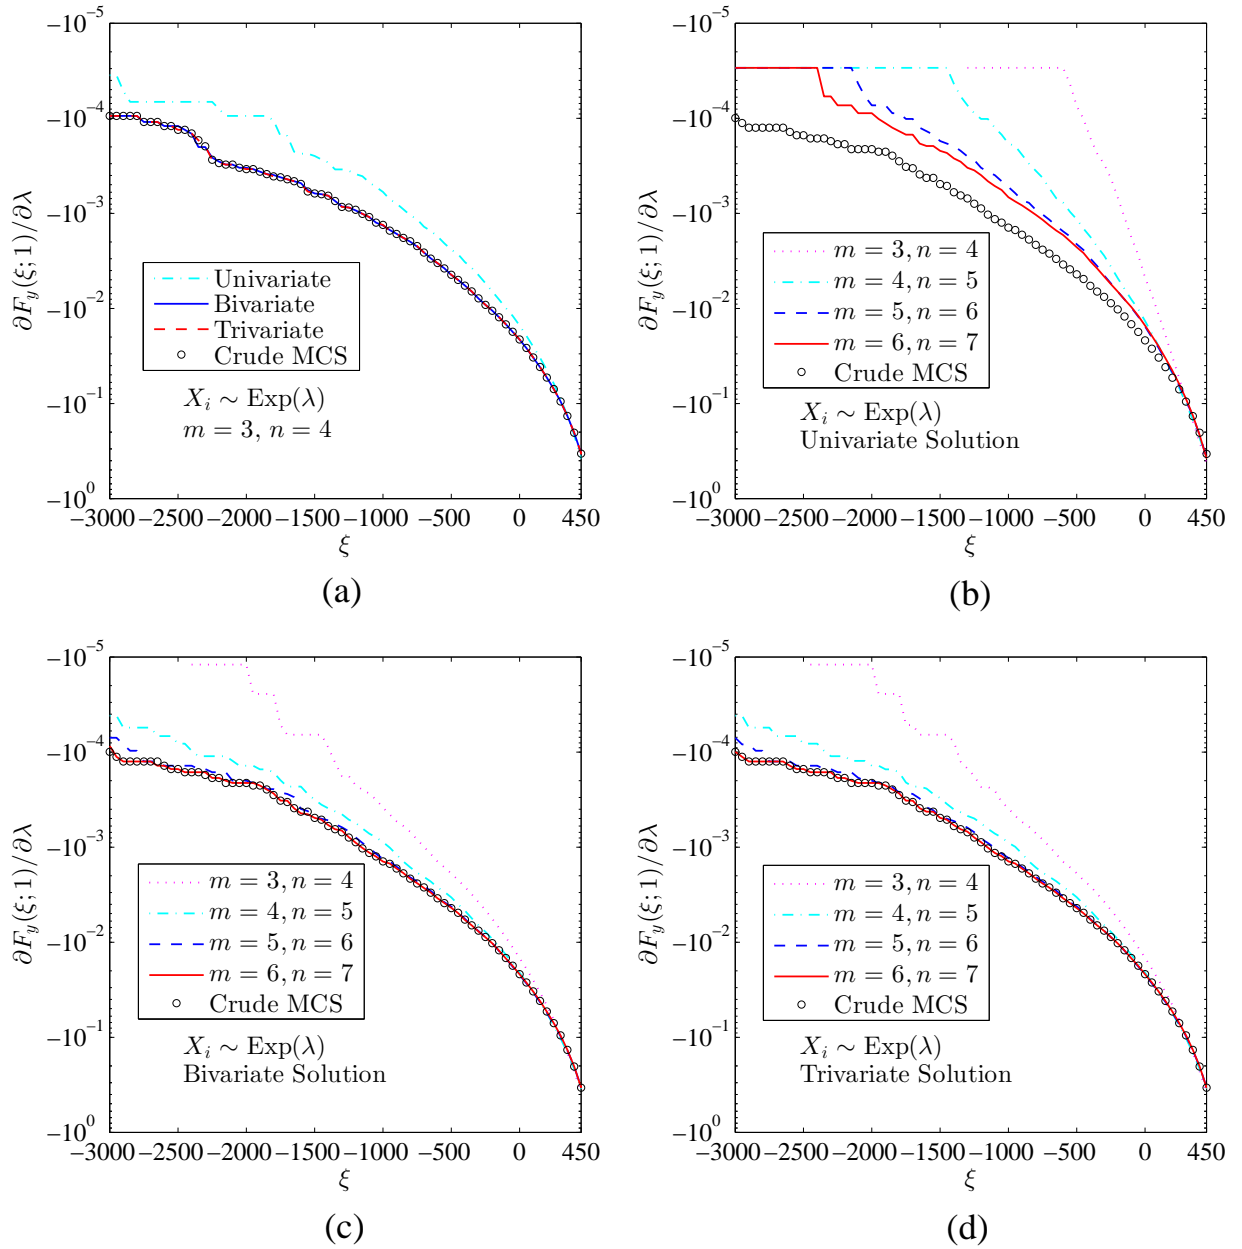 −10^{-5}
−10^{-4}
−10^{-3}
−10^{-2}
−10^{-1}
−10^{0}
∂F_y(ξ; 1)/∂λ
Univariate
Bivariate
Trivariate
Crude MCS
X_i ∼ Exp(λ)
m = 3, n = 4
−3000 −2500 −2000 −1500 −1000 −500 0 450
ξ
(a)
−10^{-5}
−10^{-4}
−10^{-3}
−10^{-2}
−10^{-1}
−10^{0}
∂F_y(ξ; 1)/∂λ
m = 3, n = 4
m = 4, n = 5
m = 5, n = 6
m = 6, n = 7
Crude MCS
X_i ∼ Exp(λ)
Univariate Solution
−3000 −2500 −2000 −1500 −1000 −500 0 450
ξ
(b)
−10^{-5}
−10^{-4}
−10^{-3}
−10^{-2}
−10^{-1}
−10^{0}
∂F_y(ξ; 1)/∂λ
m = 3, n = 4
m = 4, n = 5
m = 5, n = 6
m = 6, n = 7
Crude MCS
X_i ∼ Exp(λ)
Bivariate Solution
−3000 −2500 −2000 −1500 −1000 −500 0 450
ξ
(c)
−10^{-5}
−10^{-4}
−10^{-3}
−10^{-2}
−10^{-1}
−10^{0}
∂F_y(ξ; 1)/∂λ
m = 3, n = 4
m = 4, n = 5
m = 5, n = 6
m = 6, n = 7
Crude MCS
X_i ∼ Exp(λ)
Trivariate Solution
−3000 −2500 −2000 −1500 −1000 −500 0 450
ξ
(d)